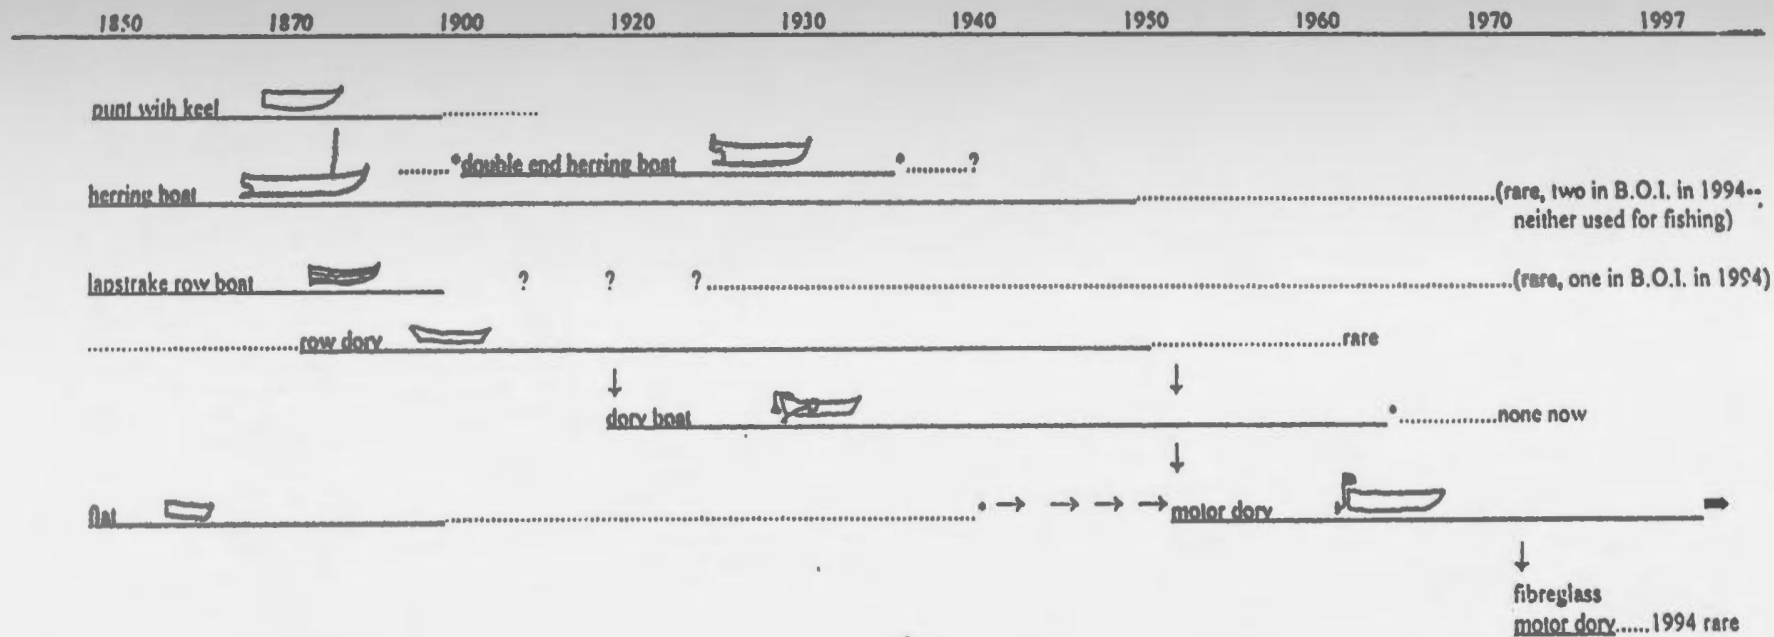 1850 1870 1900 1920 1930 1940 1950 1960 1970 1997
punt with keel ..............
........*double end herring boat *........?
herring boat ..........(rare, two in B.O.I. in 1994--
neither used for fishing)
lapstrake row boat ? ? ?..........(rare, one in B.O.I. in 1994)
..........row dory ..........rare
dory boat *..........none now
flat ..........* → → → → motor dory
fibreglass
motor dory......1994 rare